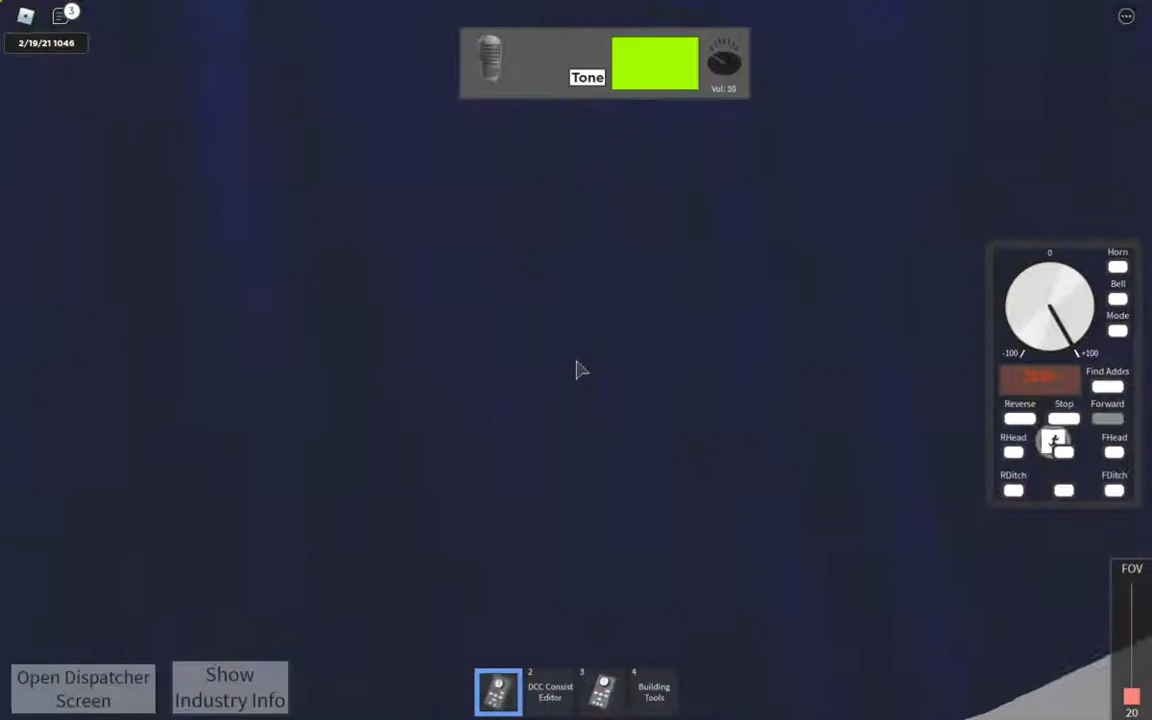 3
2/19/21 1046
Tone
Vol: 10
0
Horn
Bell
Mode
-100
+100
Find Addrs
Reverse
Stop
Forward
RHead
FHead
RDitch
FDitch
FOV
20
Open Dispatcher
Screen
Show
Industry Info
2
DCC Consist
Editor
3
4
Building
Tools